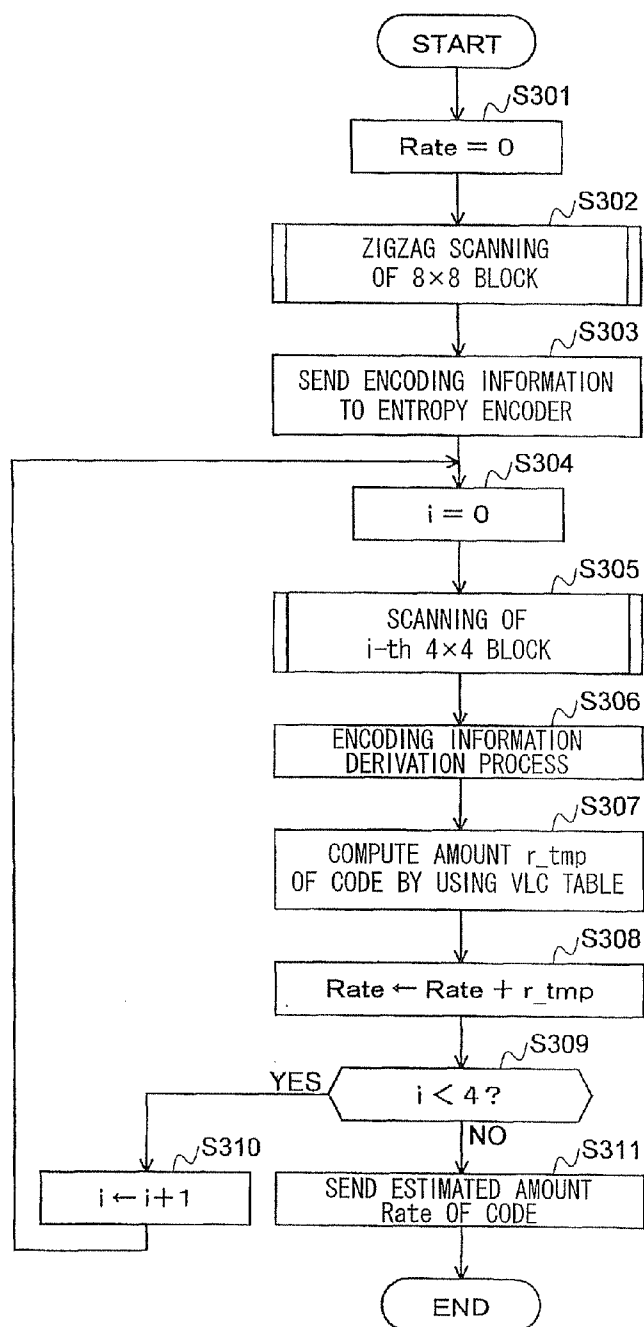 START
S301
Rate = 0
S302
ZIGZAG SCANNING
OF 8×8 BLOCK
S303
SEND ENCODING INFORMATION
TO ENTROPY ENCODER
S304
i = 0
S305
SCANNING OF
i-th 4×4 BLOCK
S306
ENCODING INFORMATION
DERIVATION PROCESS
S307
COMPUTE AMOUNT r_tmp
OF CODE BY USING VLC TABLE
S308
Rate ← Rate + r_tmp
S309
i < 4?
YES
NO
S310
i ← i+1
S311
SEND ESTIMATED AMOUNT
Rate OF CODE
END